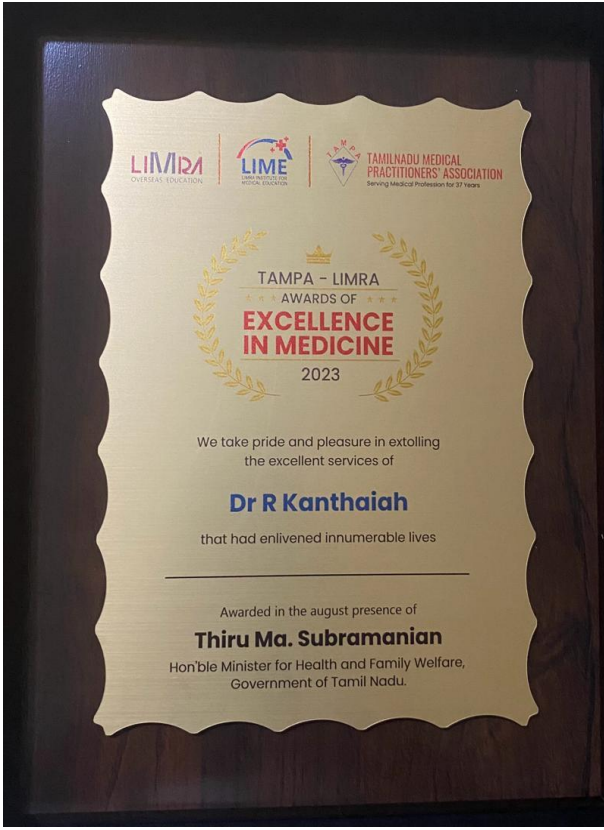 LIMRA
OVERSEAS EDUCATION
LIME
LIMRA INSTITUTE FOR
MEDICAL EDUCATION
TAMPA
TAMILNADU MEDICAL
PRACTITIONERS' ASSOCIATION
Serving Medical Profession for 37 Years
TAMPA - LIMRA
AWARDS OF
EXCELLENCE
IN MEDICINE
2023
We take pride and pleasure in extolling
the excellent services of
Dr R Kanthaiah
that had enlivened innumerable lives
Awarded in the august presence of
Thiru Ma. Subramanian
Hon'ble Minister for Health and Family Welfare,
Government of Tamil Nadu.